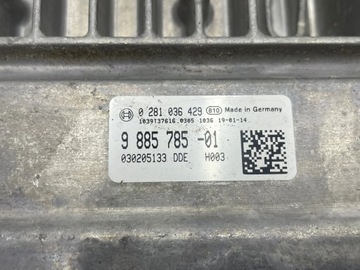 0 281 036 429 810 Made in Germany
1039T37616 0305 1036 19-01-14
9 885 785 -01
030205133 DDE H003